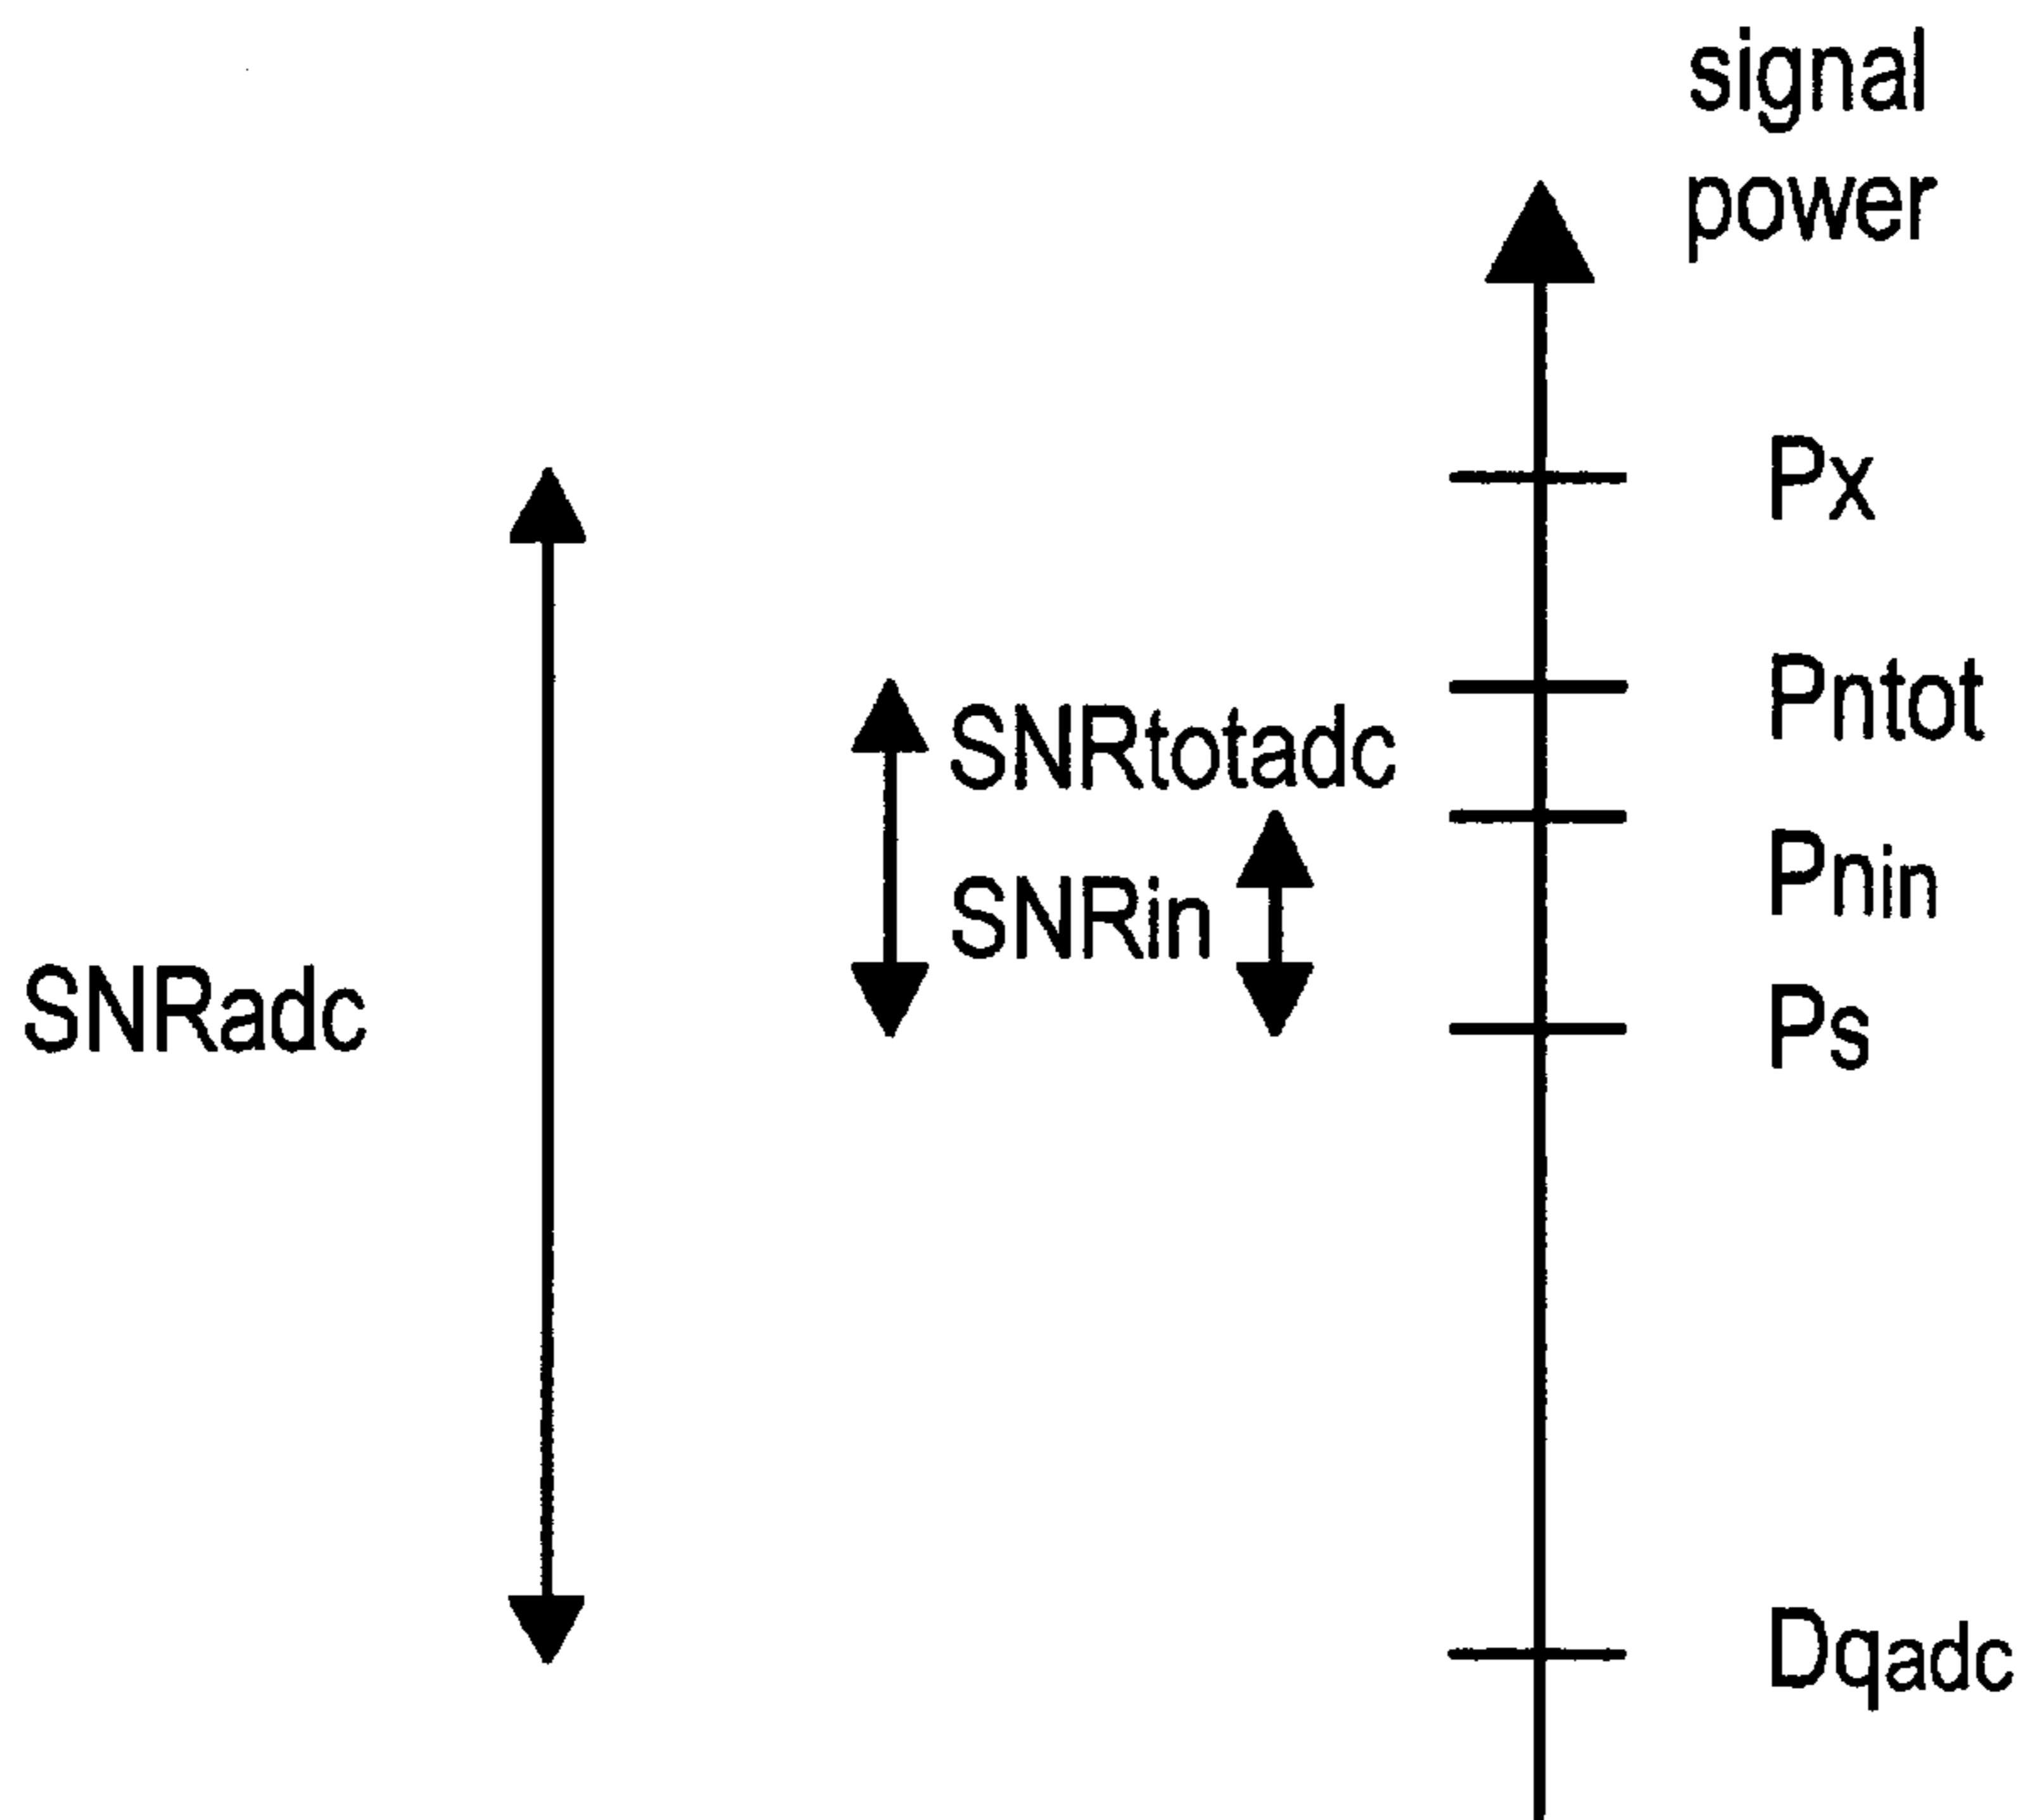 signal
power
Px
Pntot
SNRtotadc
Pnin
SNRin
SNRadc
Ps
Dqadc